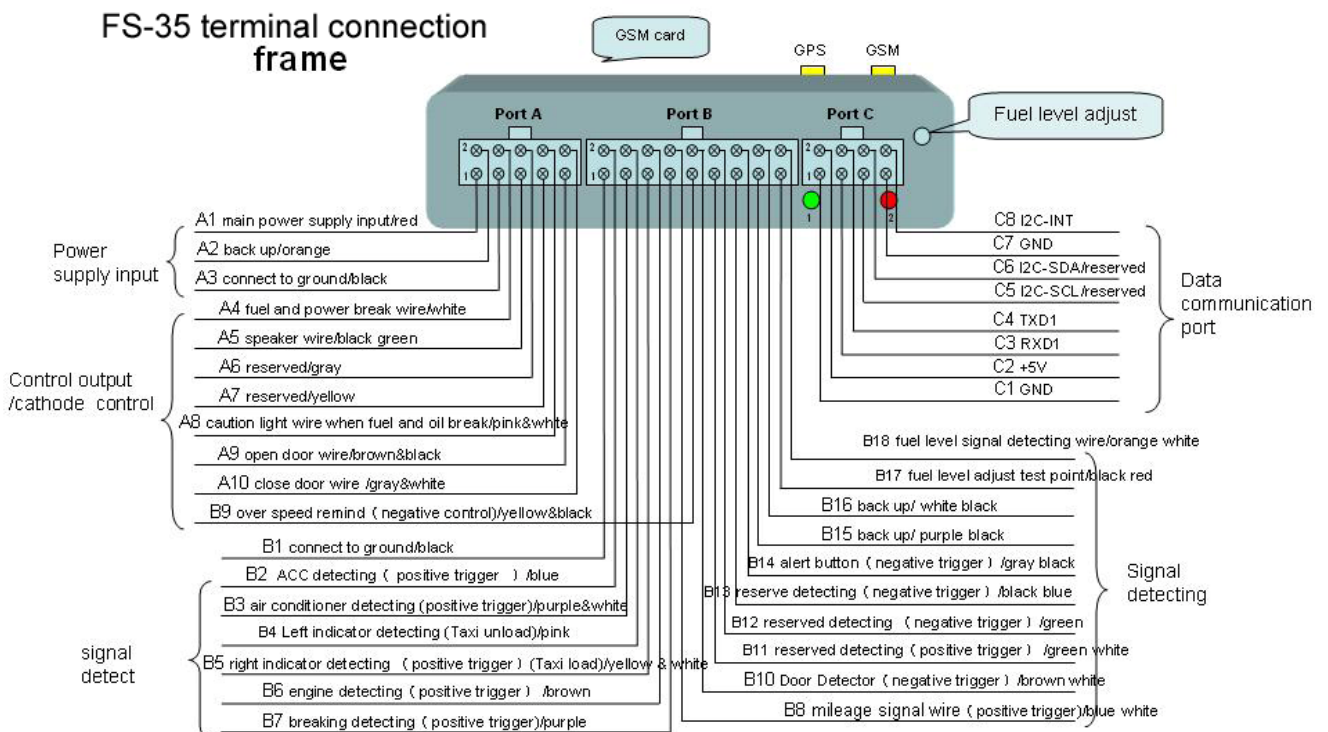 FS-35 terminal connection
frame
GSM card
GPS
GSM
Fuel level adjust
Port A
Port B
Port C
2
2
2
1
1
1
1
2
A1 main power supply input/red
A2 back up/orange
A3 connect to ground/black
Power
supply input
A4 fuel and power break wire/white
A5 speaker wire/black green
A6 reserved/gray
A7 reserved/yellow
A8 caution light wire when fuel and oil break/pink&white
A9 open door wire/brown&black
A10 close door wire /gray&white
B9 over speed remind ( negative control)/yellow&black
Control output
/cathode control
B1 connect to ground/black
B2 ACC detecting ( positive trigger ) /blue
B3 air conditioner detecting (positive trigger)/purple&white
B4 Left indicator detecting (Taxi unload)/pink
B5 right indicator detecting ( positive trigger ) (Taxi load)/yellow & white
B6 engine detecting ( positive trigger ) /brown
B7 breaking detecting ( positive trigger)/purple
signal
detect
C8 I2C-INT
C7 GND
C6 I2C-SDA/reserved
C5 I2C-SCL/reserved
C4 TXD1
C3 RXD1
C2 +5V
C1 GND
Data
communication
port
B18 fuel level signal detecting wire/orange white
B17 fuel level adjust test point/black red
B16 back up/ white black
B15 back up/ purple black
B14 alert button ( negative trigger ) /gray black
B13 reserve detecting ( negative trigger ) /black blue
B12 reserved detecting ( negative trigger ) /green
B11 reserved detecting ( positive trigger ) /green white
B10 Door Detector ( negative trigger ) /brown white
B8 mileage signal wire ( positive trigger)/blue white
Signal
detecting